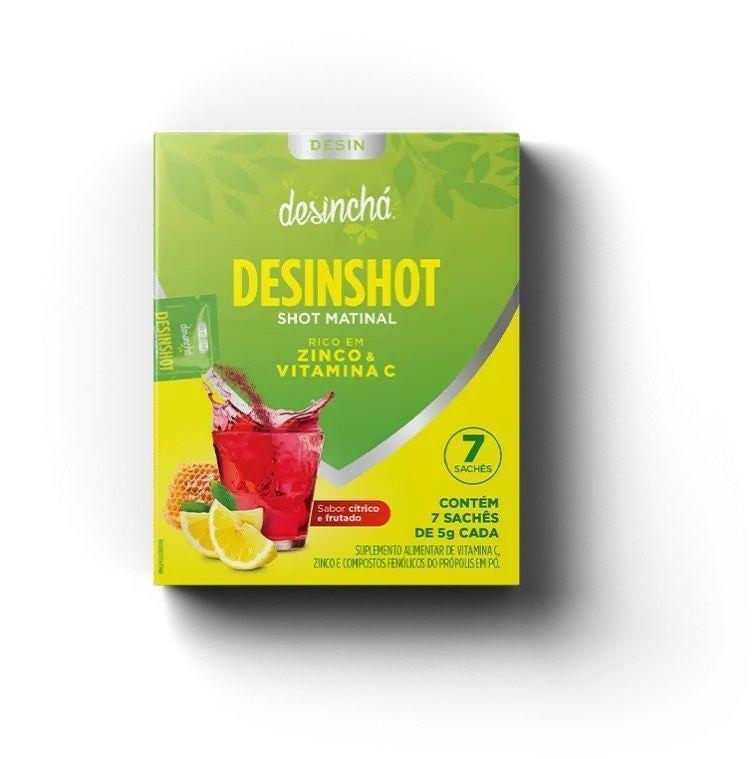 DESIN
desinchá
DESINSHOT
SHOT MATINAL
RICO EM
ZINCO &
VITAMINA C
desinchá
DESINSHOT
7
SACHÊS
Sabor cítrico
e frutado
CONTÉM
7 SACHÊS
DE 5g CADA
SUPLEMENTO ALIMENTAR DE VITAMINA C,
ZINCO E COMPOSTOS FENÓLICOS DO PRÓPOLIS EM PÓ.